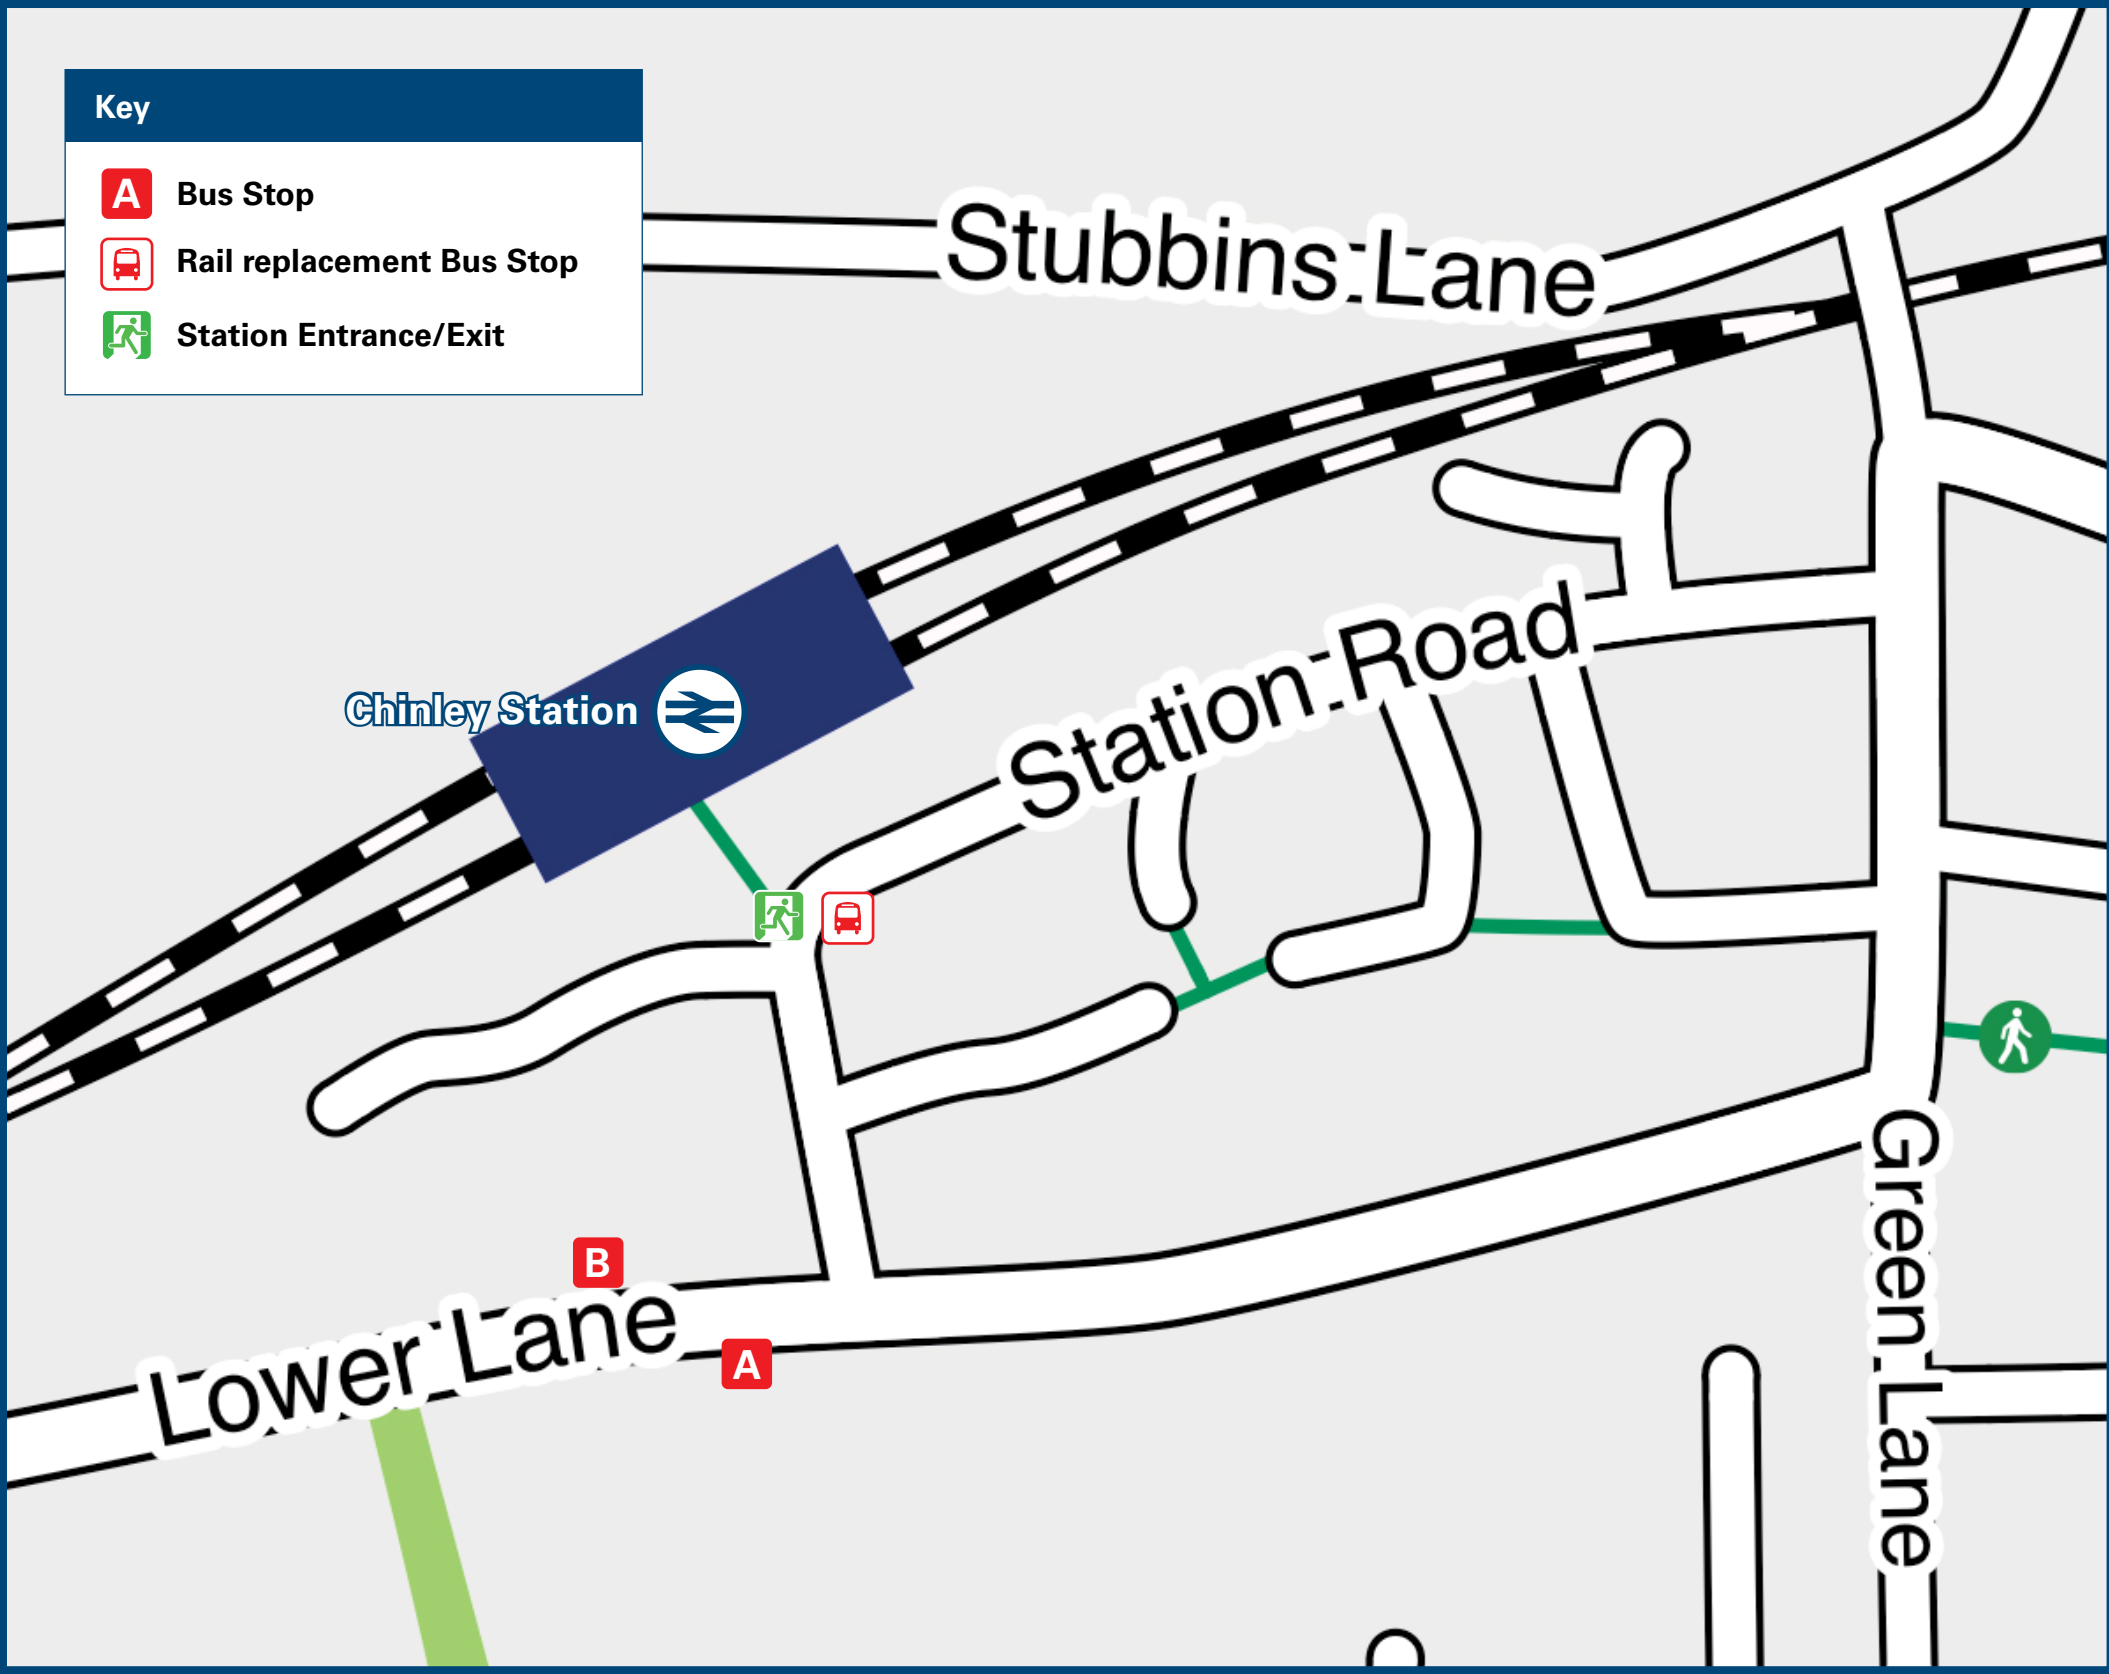 Key
A Bus Stop
Rail replacement Bus Stop
Station Entrance/Exit
Stubbins Lane
Station Road
Chinley Station
Green Lane
B
Lower Lane
A